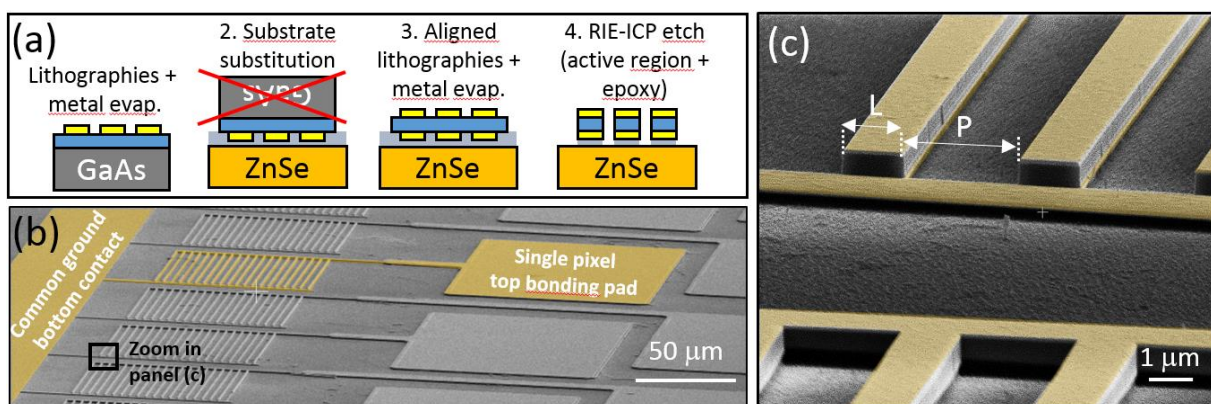 (a)
Lithographies +
metal evap.
GaAs
2. Substrate
substitution
GaAs
ZnSe
3. Aligned
lithographies +
metal evap.
ZnSe
4. RIE-ICP etch
(active region +
epoxy)
ZnSe
(b)
Common ground
bottom contact
Single pixel
top bonding pad
Zoom in
panel (c)
50 μm
(c)
L
P
1 μm